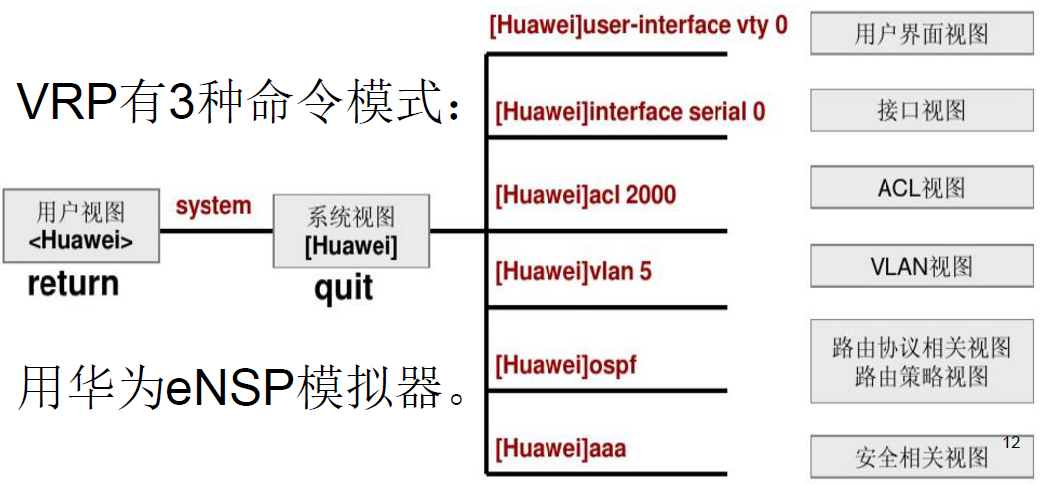 VRP有3种命令模式：
用户视图
<Huawei>
return
system
系统视图
[Huawei]
quit
[Huawei]user-interface vty 0
用户界面视图
[Huawei]interface serial 0
接口视图
[Huawei]acl 2000
ACL视图
[Huawei]vlan 5
VLAN视图
[Huawei]ospf
路由协议相关视图
路由策略视图
[Huawei]aaa
安全相关视图
12
用华为eNSP模拟器。